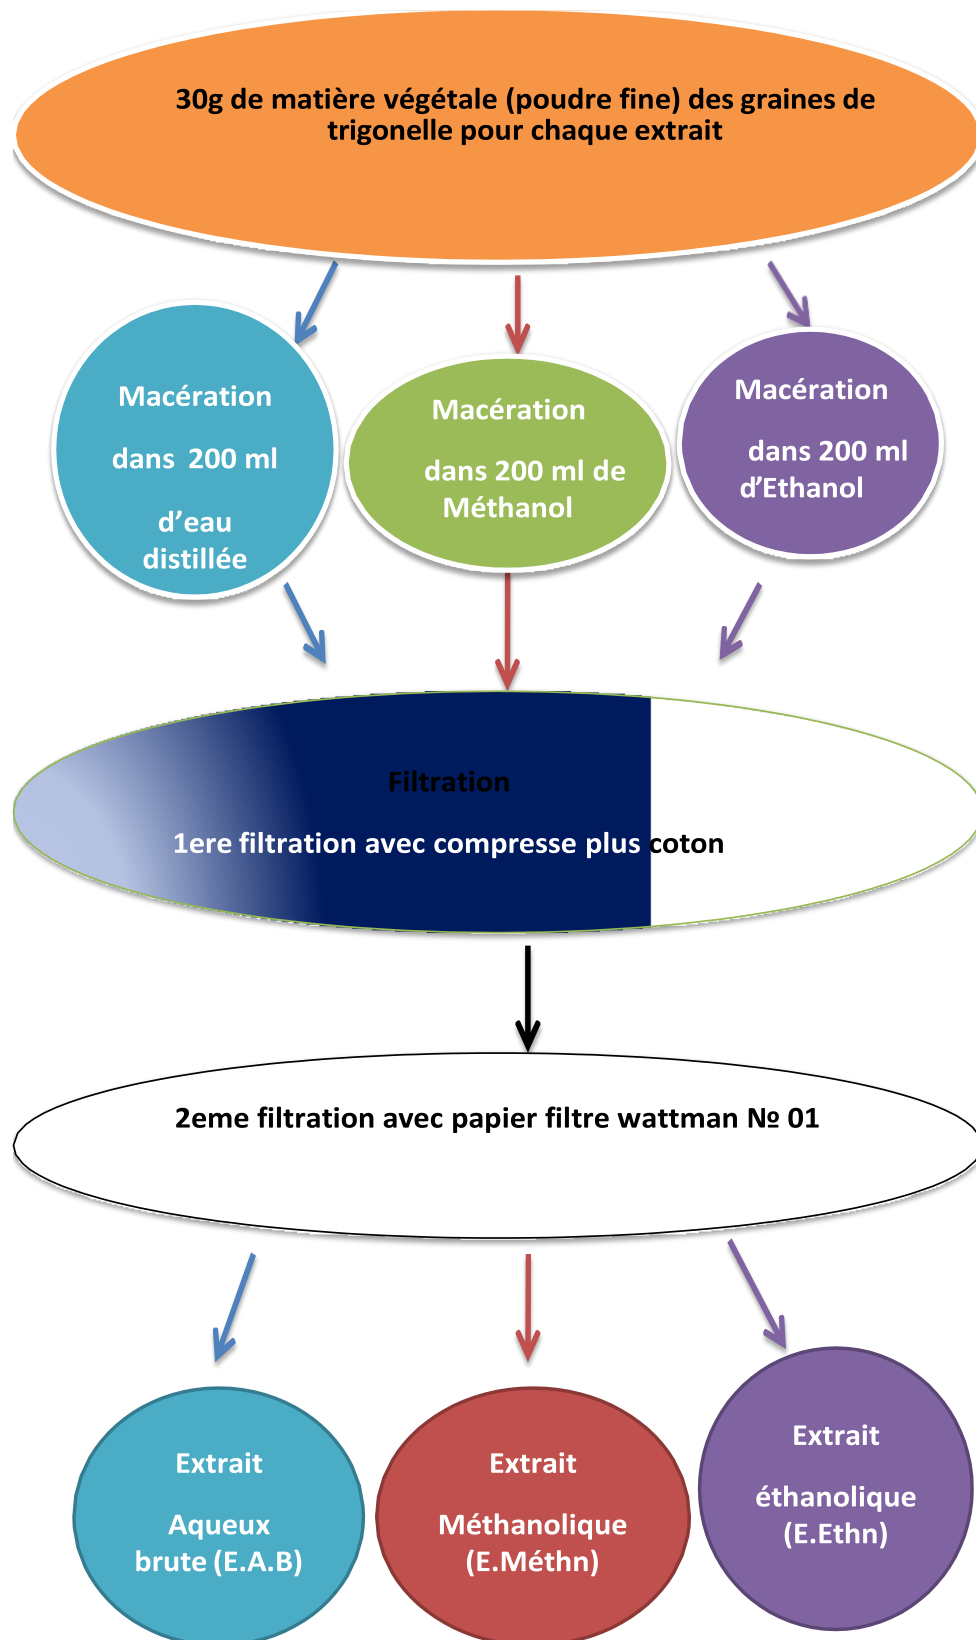 30g de matière végétale (poudre fine) des graines de
trigonelle pour chaque extrait
Macération
dans 200 ml
d’eau
distillée
Macération
dans 200 ml de
Méthanol
Macération
dans 200 ml
d’Ethanol
Filtration
1ere filtration avec compresse plus coton
2eme filtration avec papier filtre wattman № 01
Extrait
Aqueux
brute (E.A.B)
Extrait
Méthanolique
(E.Méthn)
Extrait
éthanolique
(E.Ethn)